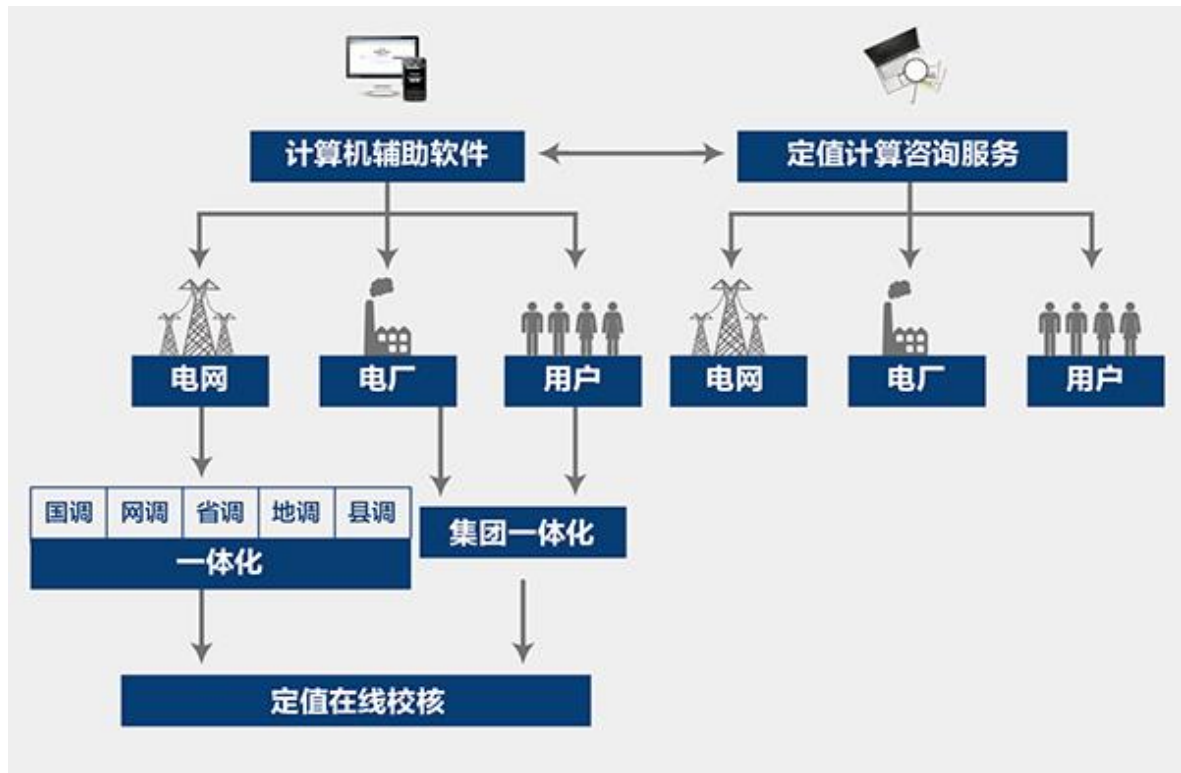 计算机辅助软件
定值计算咨询服务
电网
电厂
用户
电网
电厂
用户
国调 网调 省调 地调 县调
一体化
集团一体化
定值在线校核